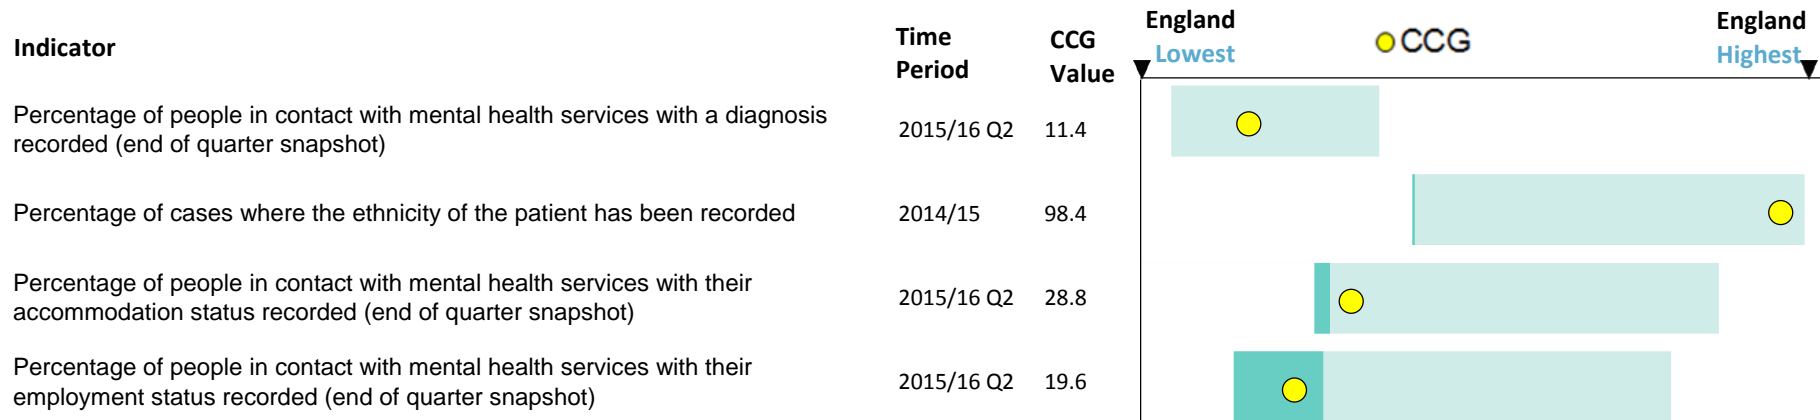 Indicator
Time Period
CCG Value
England Lowest
CCG
England Highest
Percentage of people in contact with mental health services with a diagnosis
recorded (end of quarter snapshot)
2015/16 Q2
11.4
Percentage of cases where the ethnicity of the patient has been recorded
2014/15
98.4
Percentage of people in contact with mental health services with their
accommodation status recorded (end of quarter snapshot)
2015/16 Q2
28.8
Percentage of people in contact with mental health services with their
employment status recorded (end of quarter snapshot)
2015/16 Q2
19.6